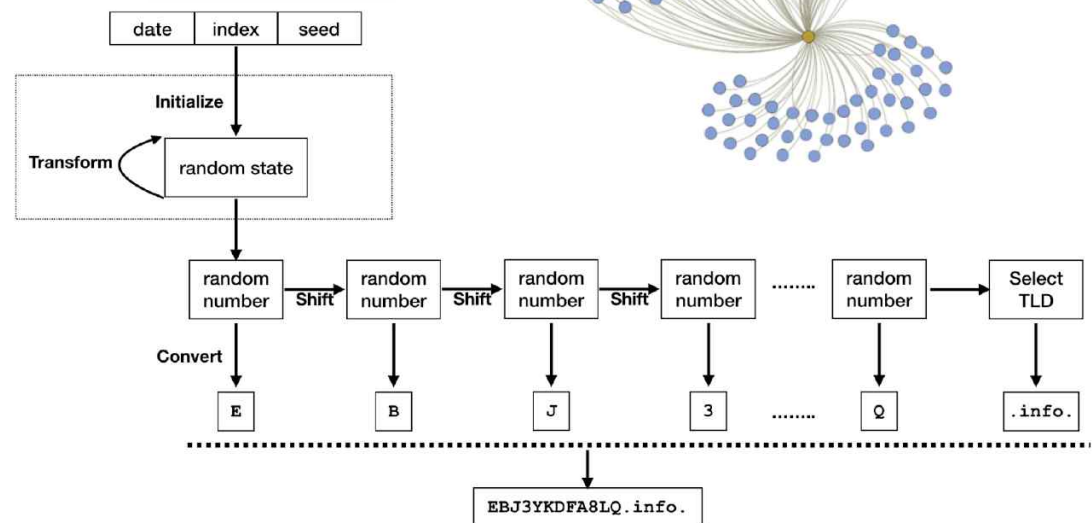 date index seed
Initialize
Transform
random state
random random random random random Select
number number number number ........ number TLD
Shift Shift Shift
Convert
E B J 3 ........ Q .info.
EBJ3YKDFA8LQ.info.